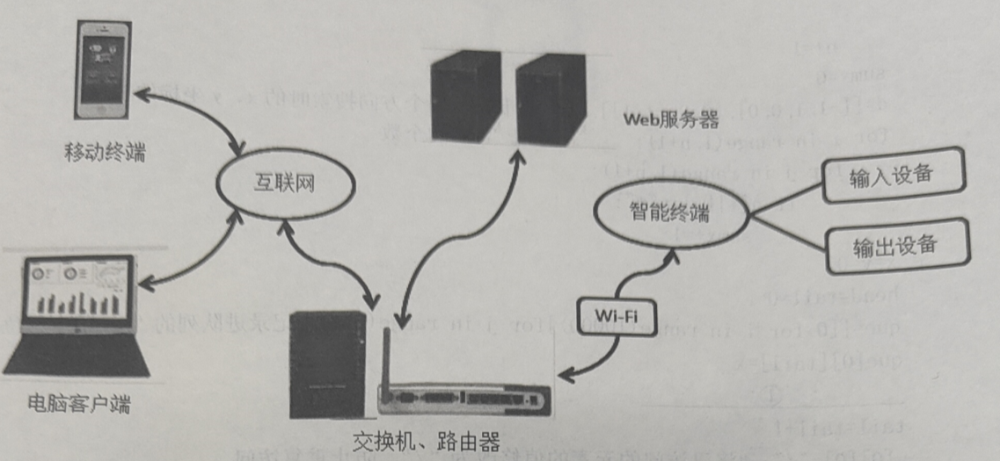 移动终端
互联网
Web服务器
智能终端
输入设备
输出设备
Wi-Fi
电脑客户端
交换机、路由器